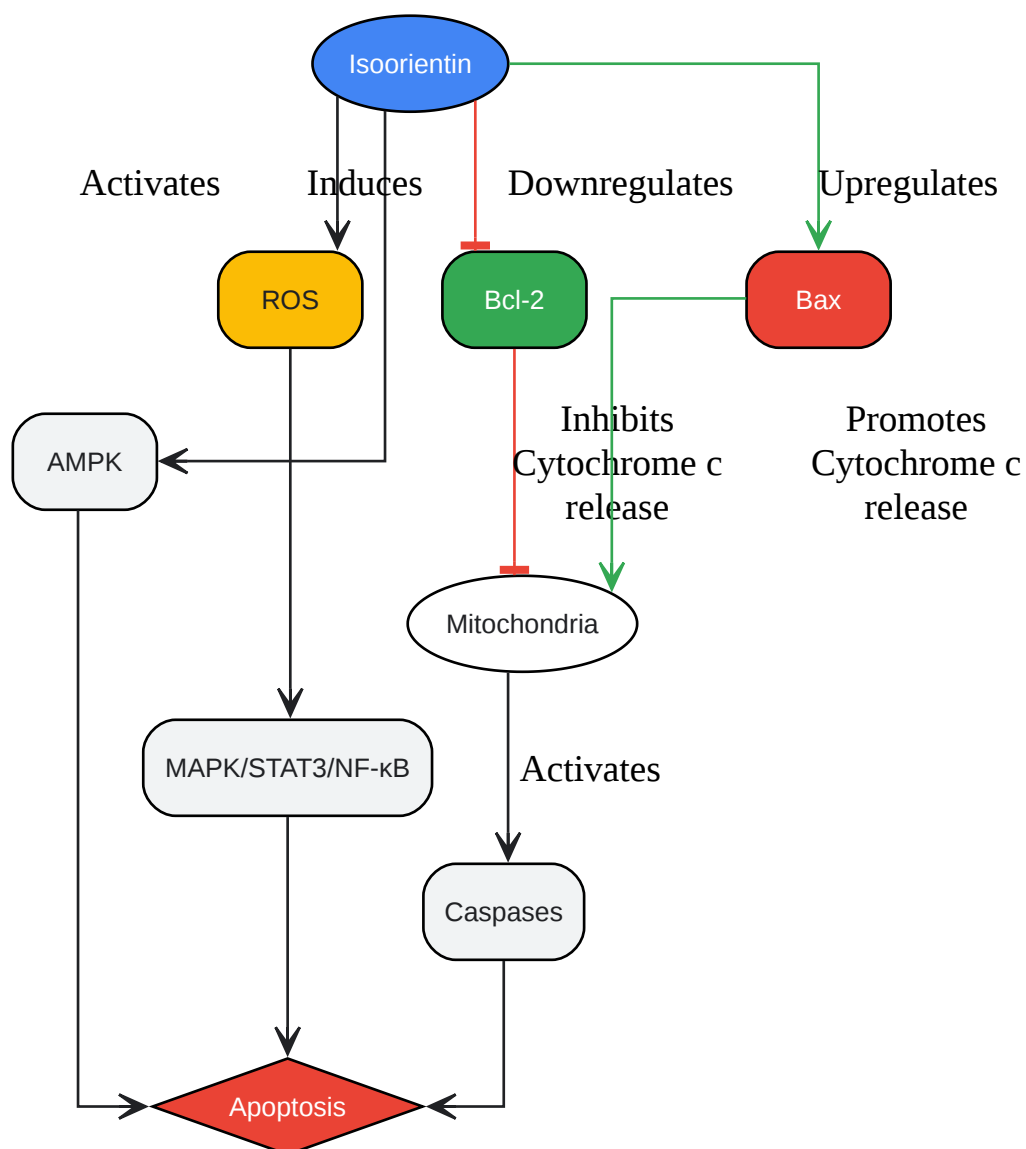 Isoorientin
Activates
Induces
Downregulates
Upregulates
ROS
Bcl-2
Bax
AMPK
Inhibits
Cytochrome c
release
Promotes
Cytochrome c
release
Mitochondria
MAPK/STAT3/NF-κB
Activates
Caspases
Apoptosis